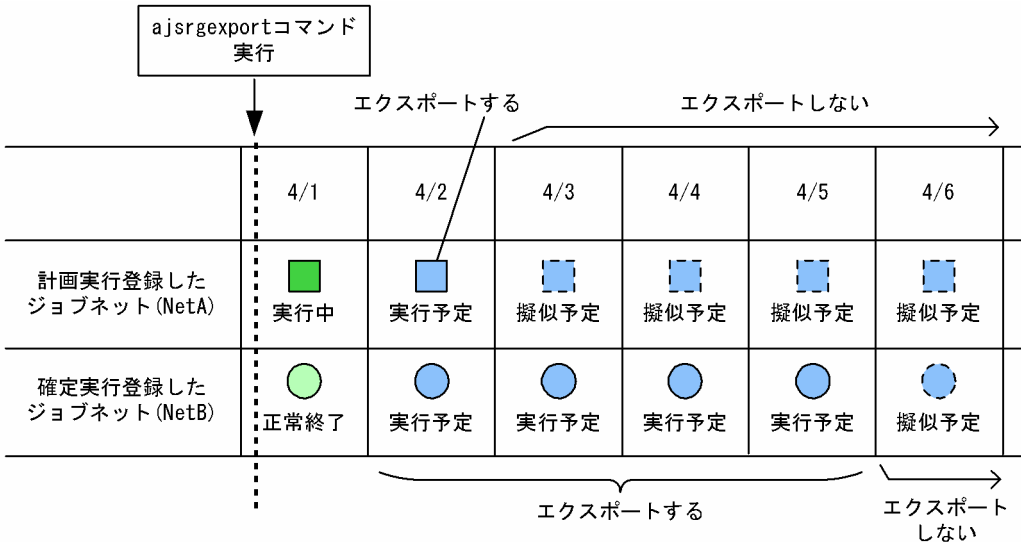 ajsrgexportコマンド
実行
エクスポートする
エクスポートしない
4/1
4/2
4/3
4/4
4/5
4/6
計画実行登録した
ジョブネット(NetA)
実行中
実行予定
擬似予定
擬似予定
擬似予定
擬似予定
確定実行登録した
ジョブネット(NetB)
正常終了
実行予定
実行予定
実行予定
実行予定
擬似予定
エクスポートする
エクスポート
しない